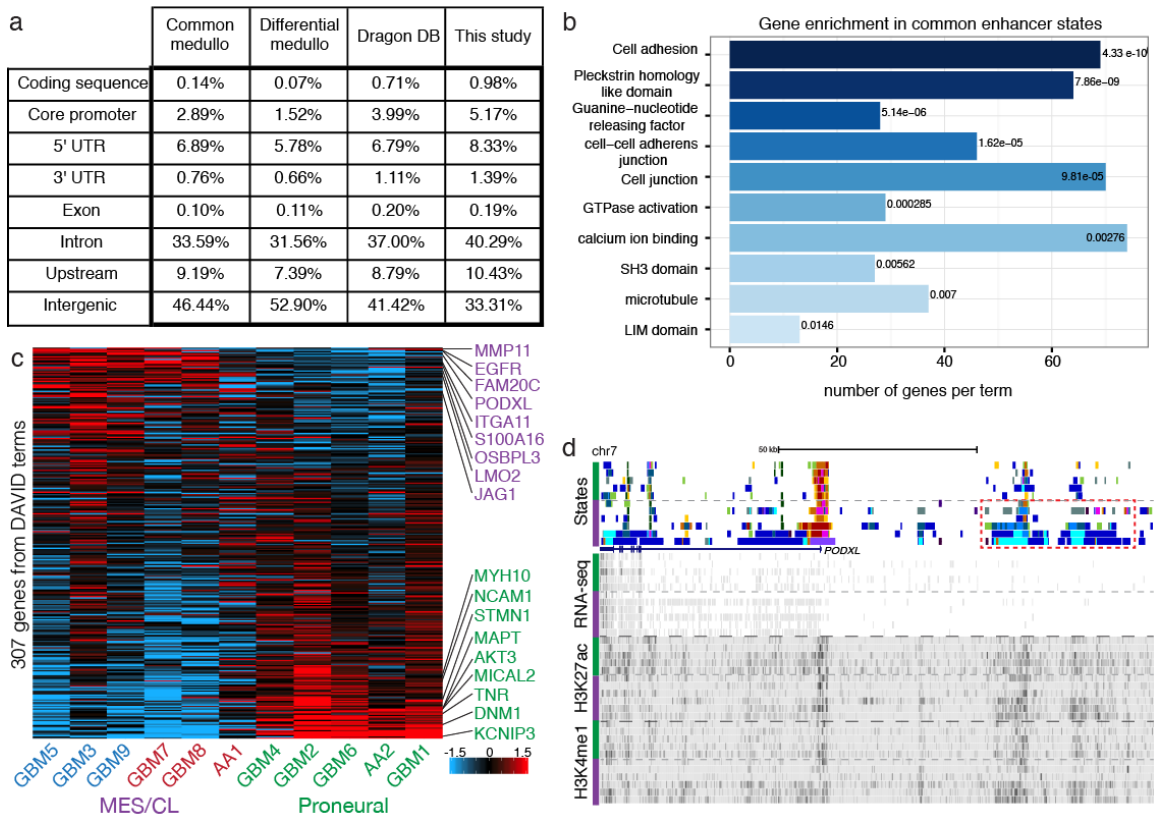 a
Common medullo
Differential medullo
Dragon DB
This study
Coding sequence 0.14% 0.07% 0.71% 0.98%
Core promoter 2.89% 1.52% 3.99% 5.17%
5' UTR 6.89% 5.78% 6.79% 8.33%
3' UTR 0.76% 0.66% 1.11% 1.39%
Exon 0.10% 0.11% 0.20% 0.19%
Intron 33.59% 31.56% 37.00% 40.29%
Upstream 9.19% 7.39% 8.79% 10.43%
Intergenic 46.44% 52.90% 41.42% 33.31%
b
Gene enrichment in common enhancer states
Cell adhesion 4.33 e-10
Pleckstrin homology
like domain 7.86e-09
Guanine-nucleotide
releasing factor 5.14e-06
cell-cell adherens
junction 1.62e-05
Cell junction 9.81e-05
GTPase activation 0.000285
calcium ion binding 0.00276
SH3 domain 0.00562
microtubule 0.007
LIM domain 0.0146
0 20 40 60
number of genes per term
c
307 genes from DAVID terms
MMP11
EGFR
FAM20C
PODXL
ITGA11
S100A16
OSBPL3
LMO2
JAG1
MYH10
NCAM1
STMN1
MAPT
AKT3
MICAL2
TNR
DNM1
KCNIP3
GBM5 GBM3 GBM9 GBM7 GBM8 AA1 GBM4 GBM2 GBM6 AA2 GBM1
-1.5 0 1.5
MES/CL Proneural
d
chr7
50 kb
States
PODXL
RNA-seq
H3K27ac
H3K4me1